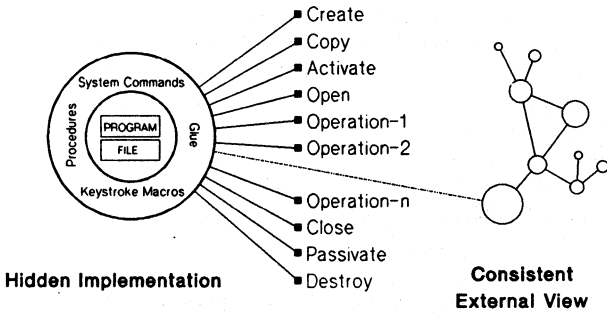 Create
Copy
Activate
Open
Operation-1
Operation-2
Operation-n
Close
Passivate
Destroy
System Commands
Procedures
Glue
PROGRAM
FILE
Keystroke Macros
Hidden Implementation
Consistent
External View